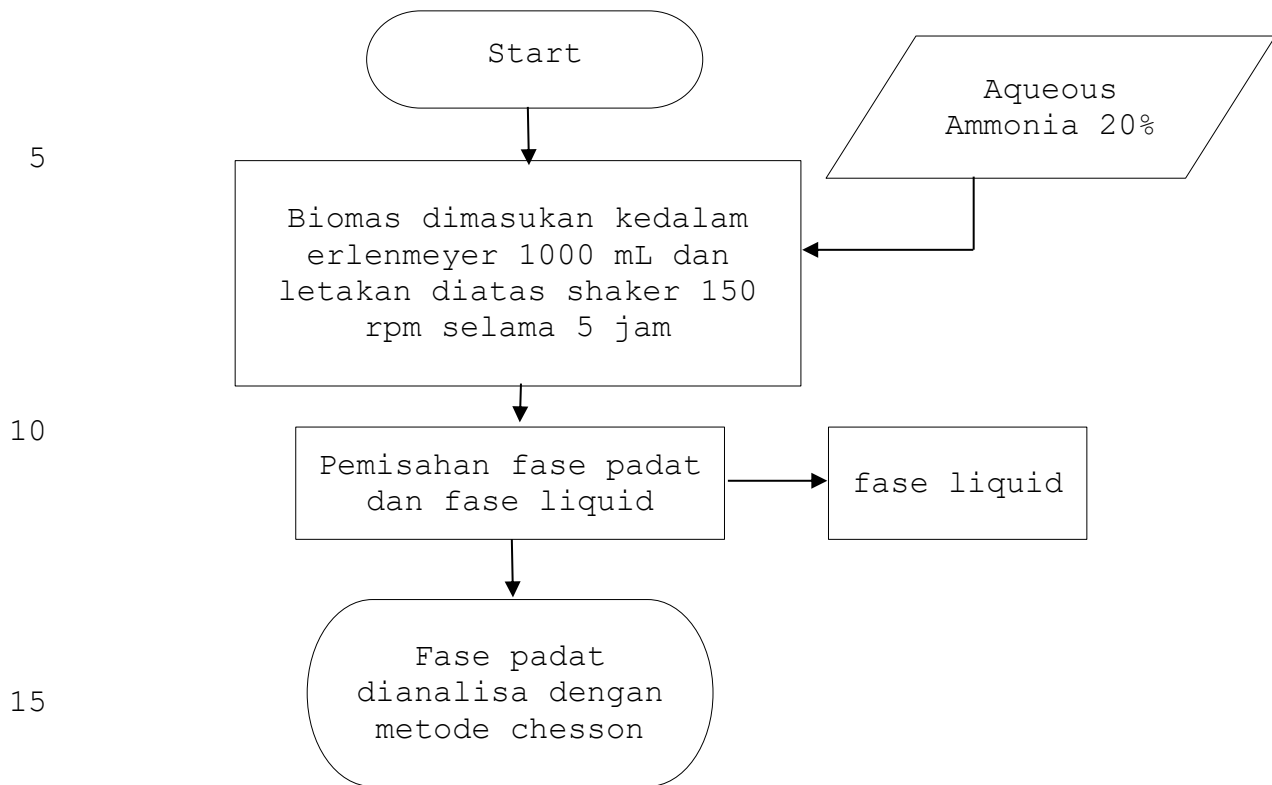 Start
Aqueous
Ammonia 20%
5
Biomas dimasukan kedalam
erlenmeyer 1000 mL dan
letakan diatas shaker 150
rpm selama 5 jam
10
Pemisahan fase padat
dan fase liquid
fase liquid
Fase padat
dianalisa dengan
metode chesson
15